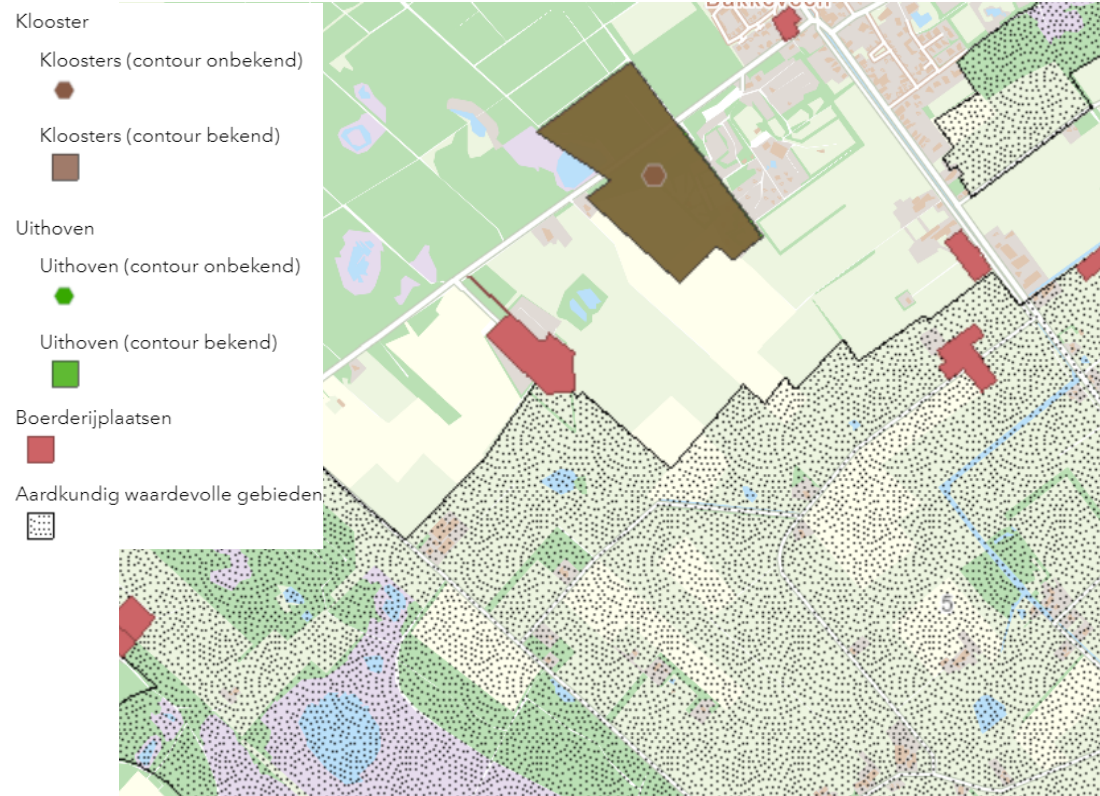 Klooster
Kloosters (contour onbekend)
Kloosters (contour bekend)
Uithoven
Uithoven (contour onbekend)
Uithoven (contour bekend)
Boerderijplaatsen
Aardkundig waardevolle gebieden
5